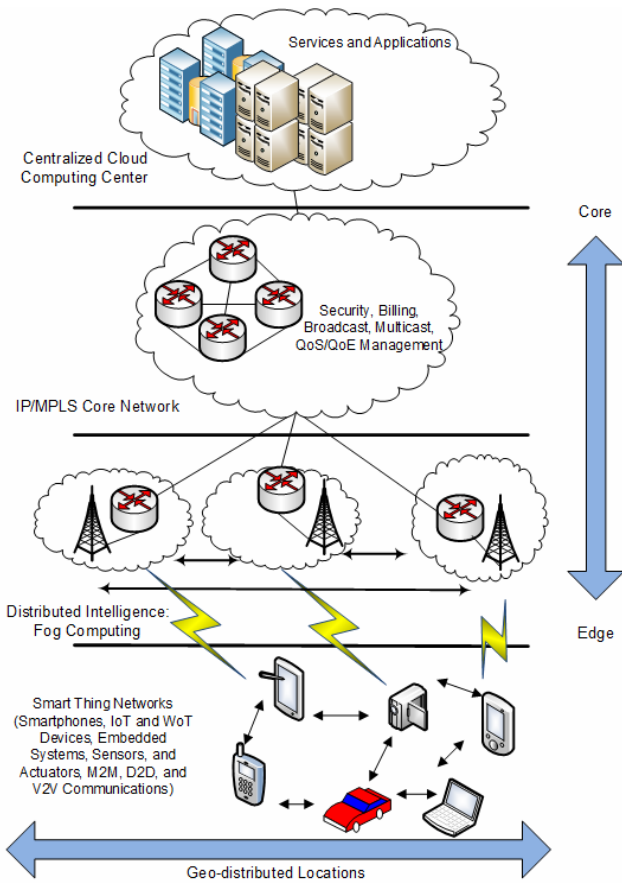 Services and Applications
Centralized Cloud
Computing Center
Core
Security, Billing,
Broadcast, Multicast,
QoS/QoE Management
IP/MPLS Core Network
Distributed Intelligence:
Fog Computing
Edge
Smart Thing Networks
(Smartphones, IoT and WoT
Devices, Embedded
Systems, Sensors, and
Actuators, M2M, D2D, and
V2V Communications)
Geo-distributed Locations